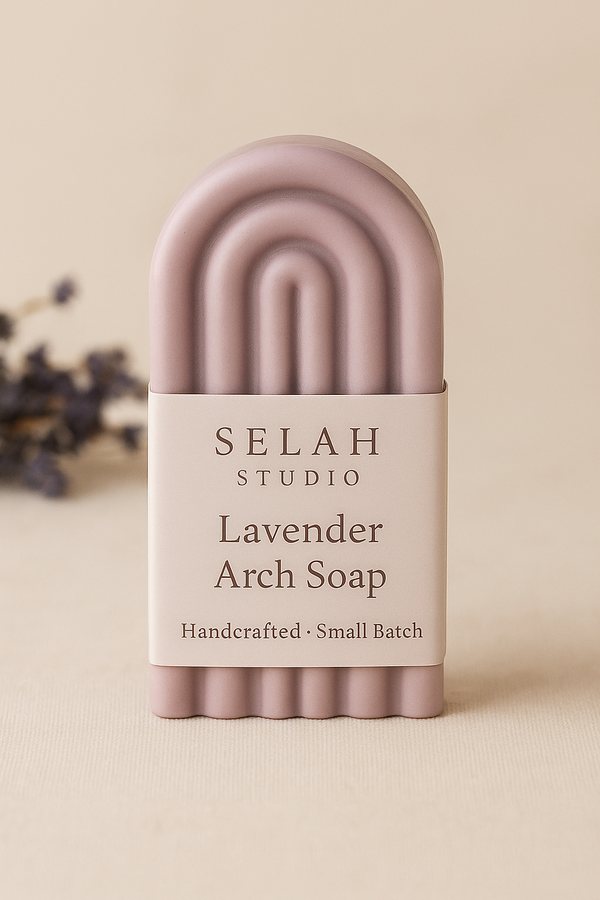 SELAH
STUDIO
Lavender
Arch Soap
Handcrafted · Small Batch